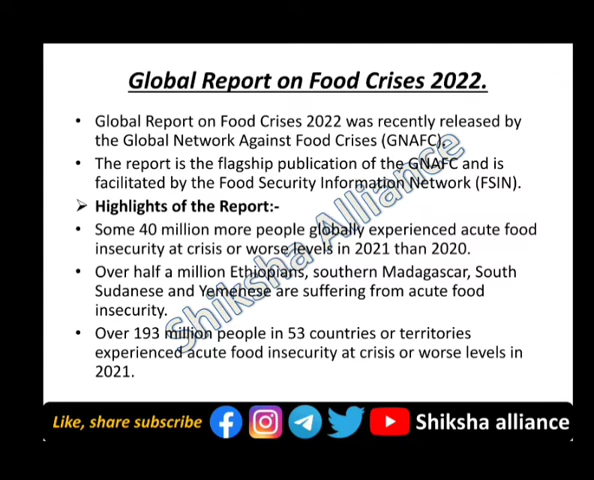 Global Report on Food Crises 2022.
• Global Report on Food Crises 2022 was recently released by
the Global Network Against Food Crises (GNAFC).
• The report is the flagship publication of the GNAFC and is
facilitated by the Food Security Information Network (FSIN).
➢ Highlights of the Report:-
• Some 40 million more people globally experienced acute food
insecurity at crisis or worse levels in 2021 than 2020.
• Over half a million Ethiopians, southern Madagascar, South
Sudanese and Yemenese are suffering from acute food
insecurity.
• Over 193 million people in 53 countries or territories
experienced acute food insecurity at crisis or worse levels in
2021.
Shiksha Alliance
Like, share subscribe
Shiksha alliance